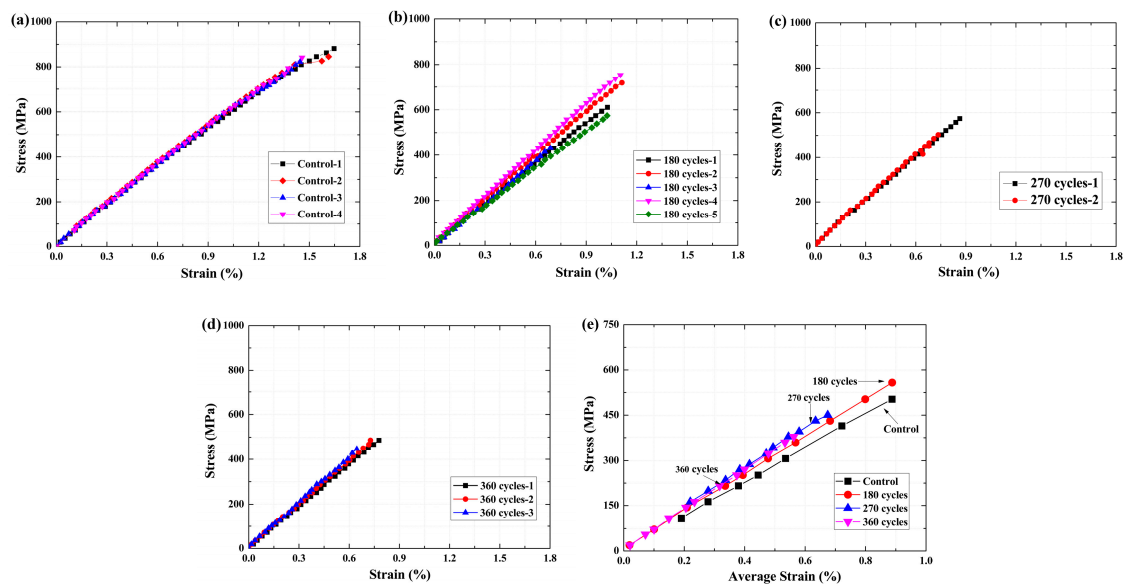 (a)
1000
800
600
400
200
0
Stress (MPa)
0.0 0.3 0.6 0.9 1.2 1.5 1.8
Strain (%)
Control-1
Control-2
Control-3
Control-4
(b)
1000
800
600
400
200
0
Stress (MPa)
0.0 0.3 0.6 0.9 1.2 1.5 1.8
Strain (%)
180 cycles-1
180 cycles-2
180 cycles-3
180 cycles-4
180 cycles-5
(c)
1000
800
600
400
200
0
Stress (MPa)
0.0 0.3 0.6 0.9 1.2 1.5 1.8
Strain (%)
270 cycles-1
270 cycles-2
(d)
1000
800
600
400
200
0
Stress (MPa)
0.0 0.3 0.6 0.9 1.2 1.5 1.8
Strain (%)
360 cycles-1
360 cycles-2
360 cycles-3
(e)
750
600
450
300
150
0
Stress (MPa)
0.0 0.2 0.4 0.6 0.8 1.0
Average Strain (%)
180 cycles
270 cycles
Control
360 cycles
Control
180 cycles
270 cycles
360 cycles